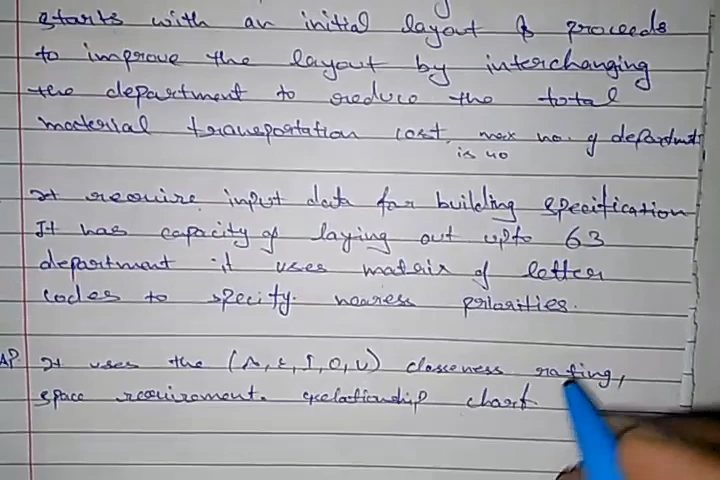 starts with an initial layout & proceeds
to improve the layout by interchanging
the department to reduce the total
material transportation cost, max no. of department
is 40
It require input data for building specification
It has capacity of laying out upto 63
department it uses matrix of letter
codes to specity nearess priorities.
AP It uses the (A, E, I, O, U) closeness rating,
space requirement. relationship chart